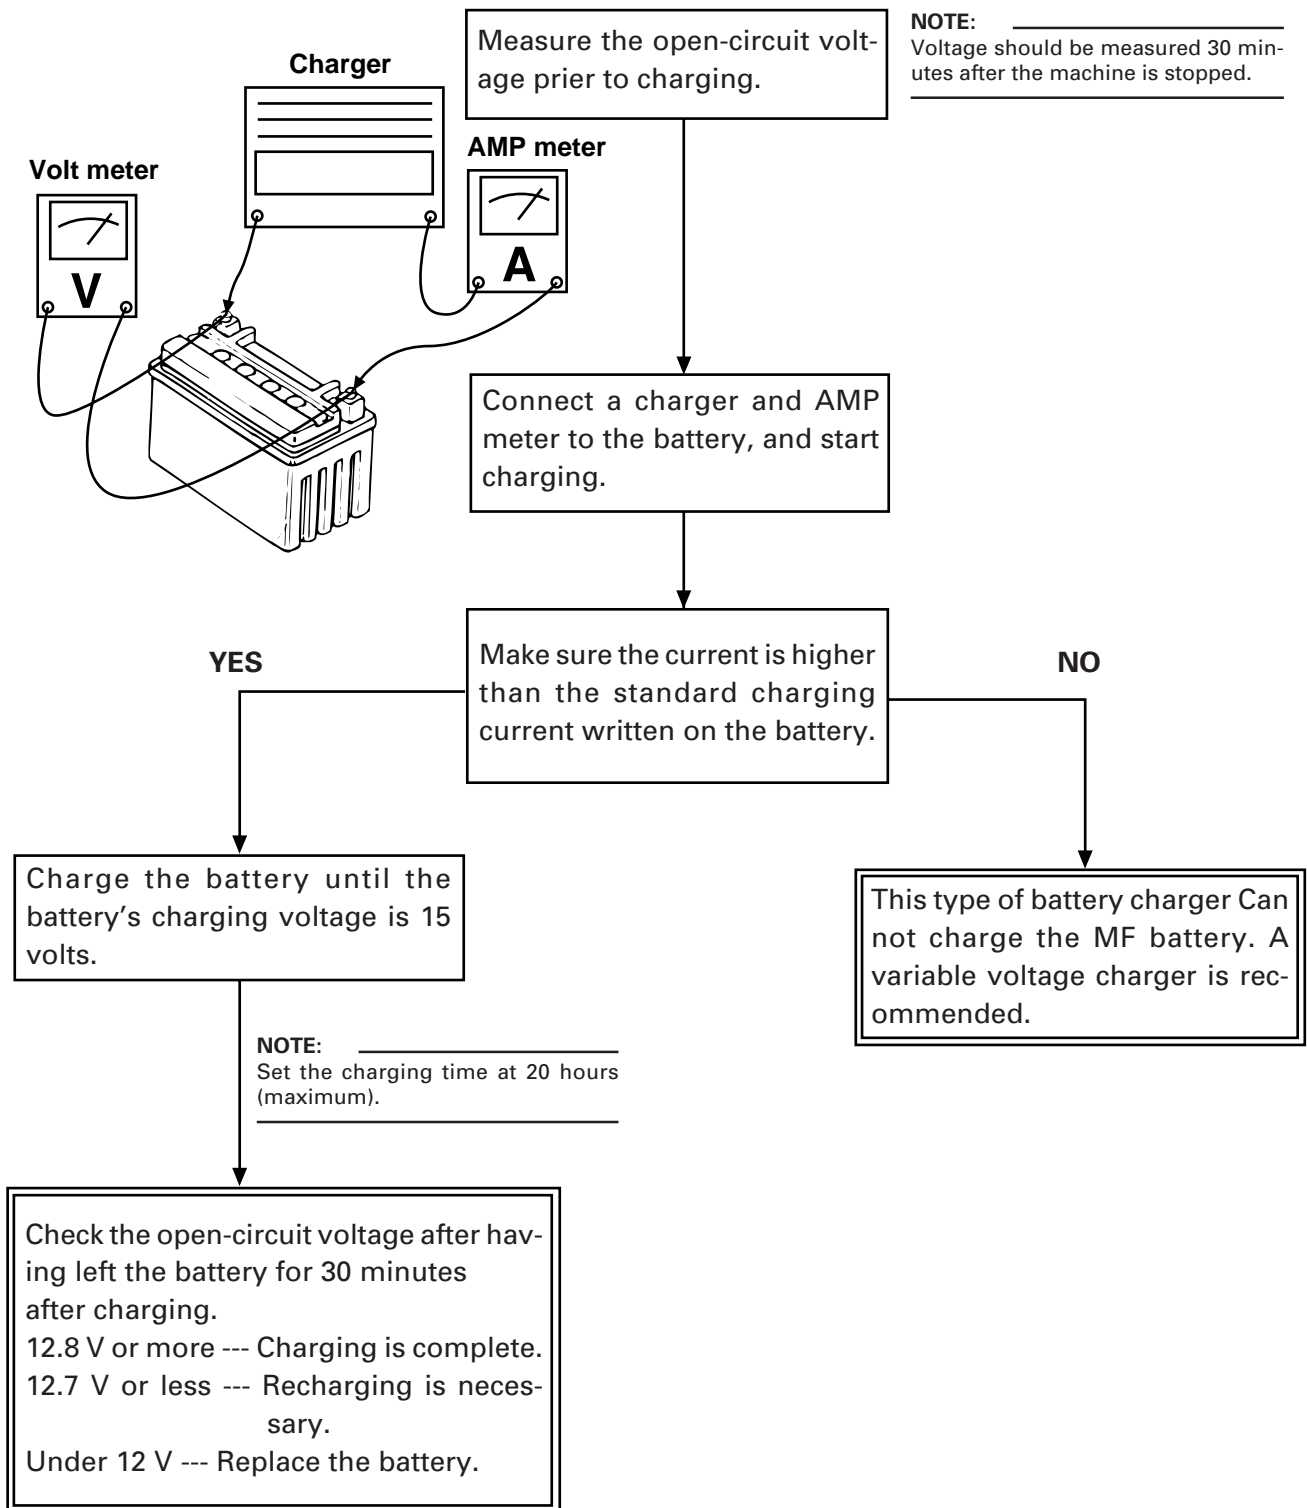 Measure the open-circuit volt-
age prier to charging.
NOTE:
Voltage should be measured 30 min-
utes after the machine is stopped.
Charger
AMP meter
Volt meter
V
A
Connect a charger and AMP
meter to the battery, and start
charging.
Make sure the current is higher
than the standard charging
current written on the battery.
YES
NO
Charge the battery until the
battery’s charging voltage is 15
volts.
This type of battery charger Can
not charge the MF battery. A
variable voltage charger is rec-
ommended.
NOTE:
Set the charging time at 20 hours
(maximum).
Check the open-circuit voltage after hav-
ing left the battery for 30 minutes
after charging.
12.8 V or more --- Charging is complete.
12.7 V or less --- Recharging is neces-
sary.
Under 12 V --- Replace the battery.